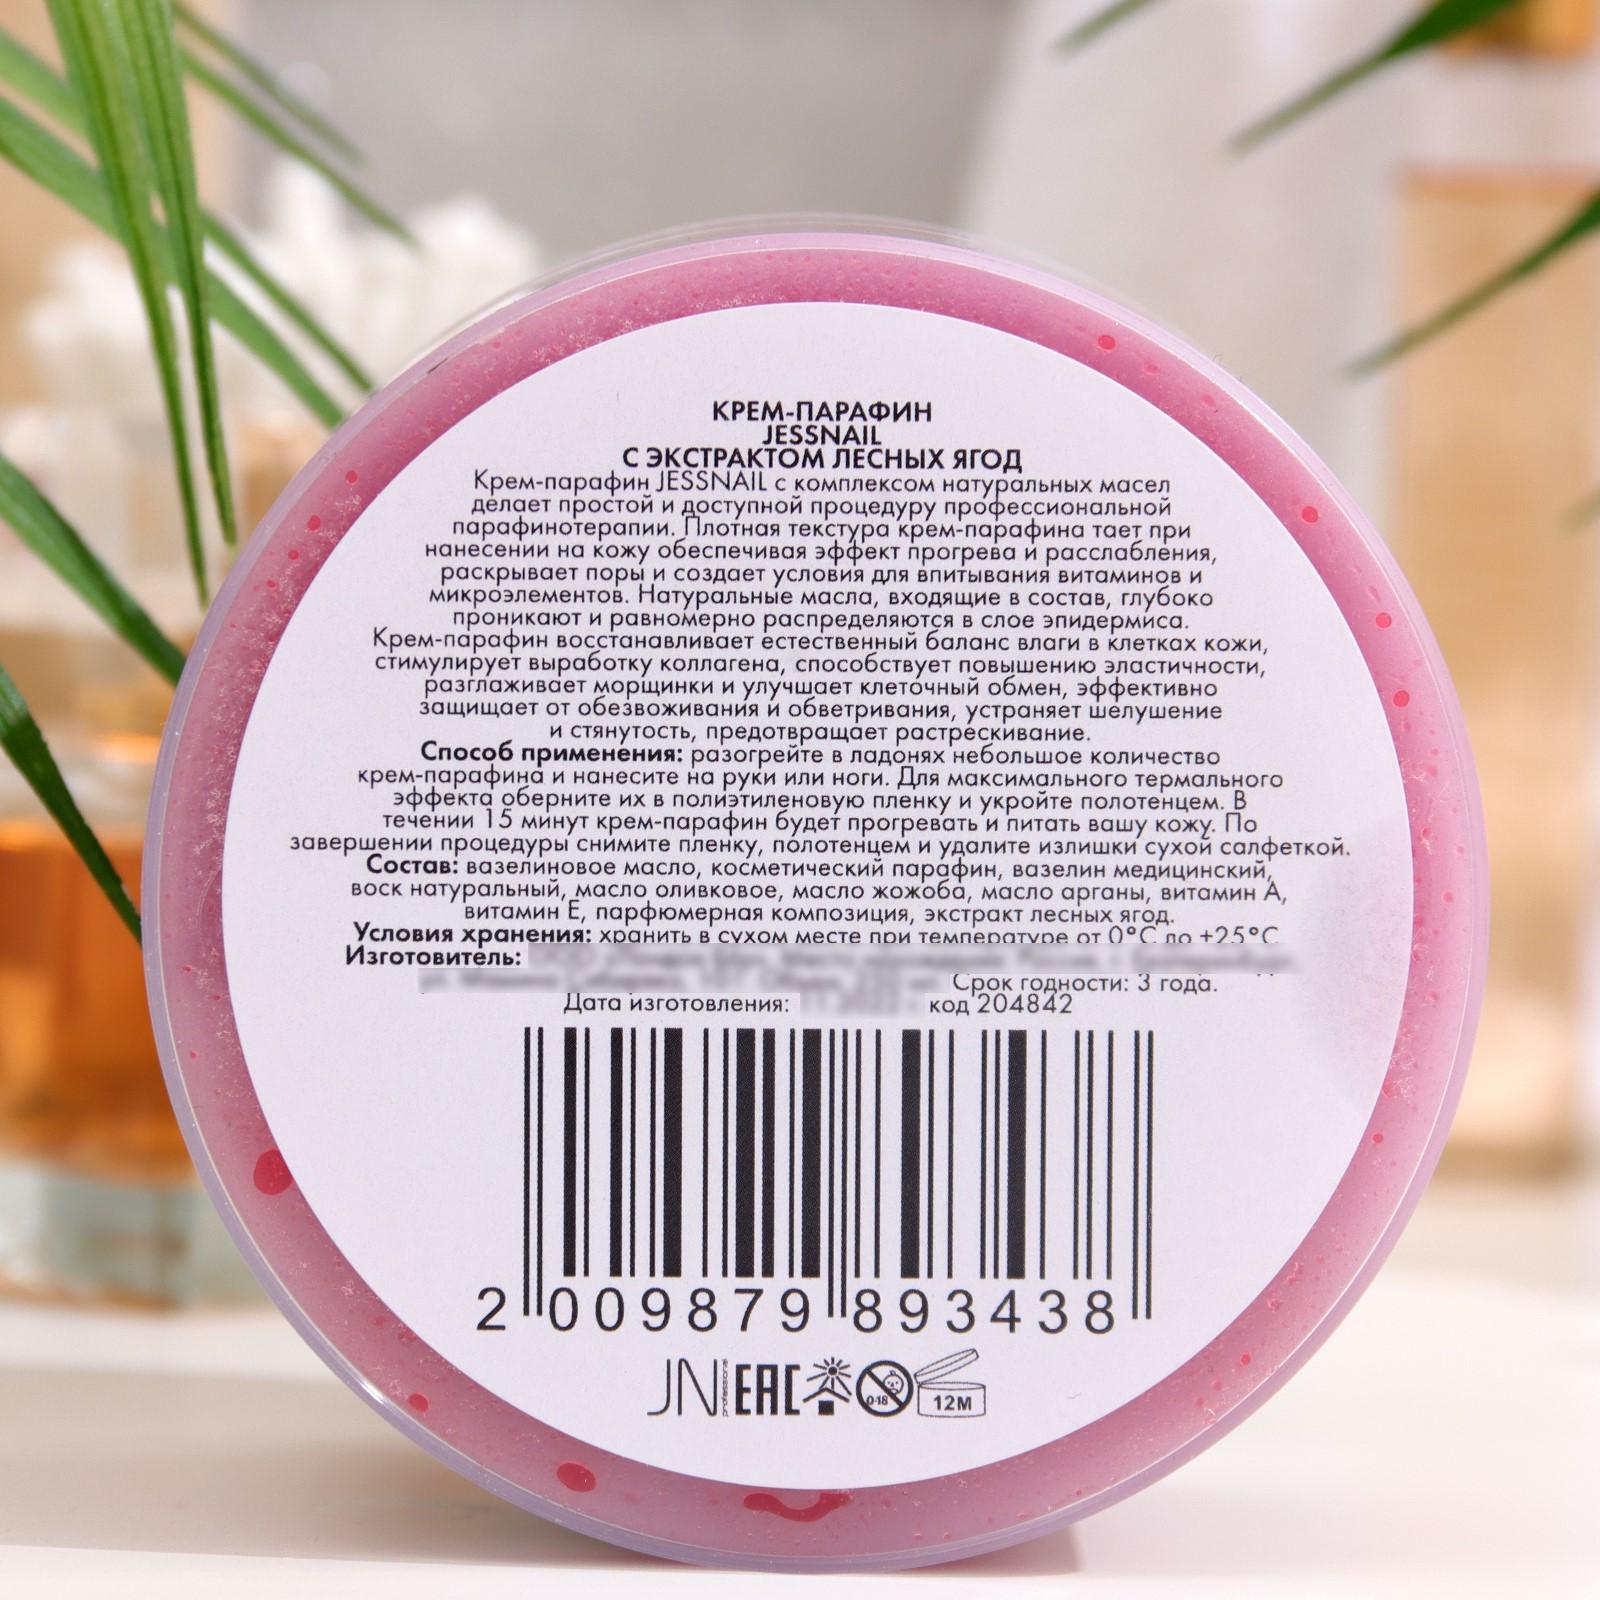 КРЕМ-ПАРАФИН
JESSNAIL
С ЭКСТРАКТОМ ЛЕСНЫХ ЯГОД
Крем-парафин JESSNAIL с комплексом натуральных масел
делает простой и доступной процедуру профессиональной
парафинотерапии. Плотная текстура крем-парафина тает при
нанесении на кожу обеспечивая эффект прогрева и расслабления,
раскрывает поры и создает условия для впитывания витаминов и
микроэлементов. Натуральные масла, входящие в состав, глубоко
проникают и равномерно распределяются в слое эпидермиса.
Крем-парафин восстанавливает естественный баланс влаги в клетках кожи,
стимулирует выработку коллагена, способствует повышению эластичности,
разглаживает морщинки и улучшает клеточный обмен, эффективно
защищает от обезвоживания и обветривания, устраняет шелушение
и стянутость, предотвращает растрескивание.
Способ применения: разогрейте в ладонях небольшое количество
крем-парафина и нанесите на руки или ноги. Для максимального термального
эффекта оберните их в полиэтиленовую пленку и укройте полотенцем. В
течении 15 минут крем-парафин будет прогревать и питать вашу кожу. По
завершении процедуры снимите пленку, полотенцем и удалите излишки сухой салфеткой.
Состав: вазелиновое масло, косметический парафин, вазелин медицинский,
воск натуральный, масло оливковое, масло жожоба, масло арганы, витамин А,
витамин Е, парфюмерная композиция, экстракт лесных ягод.
Условия хранения: хранить в сухом месте при температуре от 0°С до +25°С
Изготовитель:
Срок годности: 3 года.
Дата изготовления: код 204842
2 009879 893438
JN professional EAC 0-18 12M